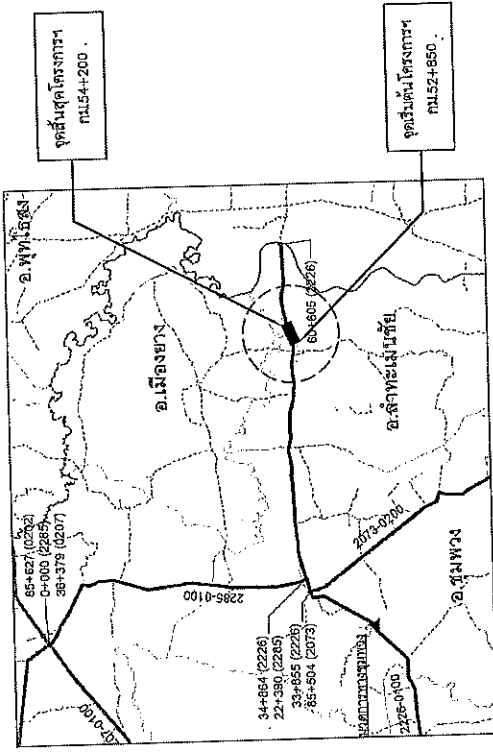 จุดสิ้นสุดโครงการฯ
กม.54+200
อ.พุทไธสง
85+627 (0202)
0+000 (2285)
36+379 (0207)
อ.เมืองยาง
2285-0100
60+605 (2226)
34+864 (2226)
22+390 (2285)
33+855 (2226)
85+504 (2073)
อ.ลำทะเมนชัย
2073-0200
อ.ชุมพวง
2226-0100
จุดเริ่มต้นโครงการฯ
กม.52+850